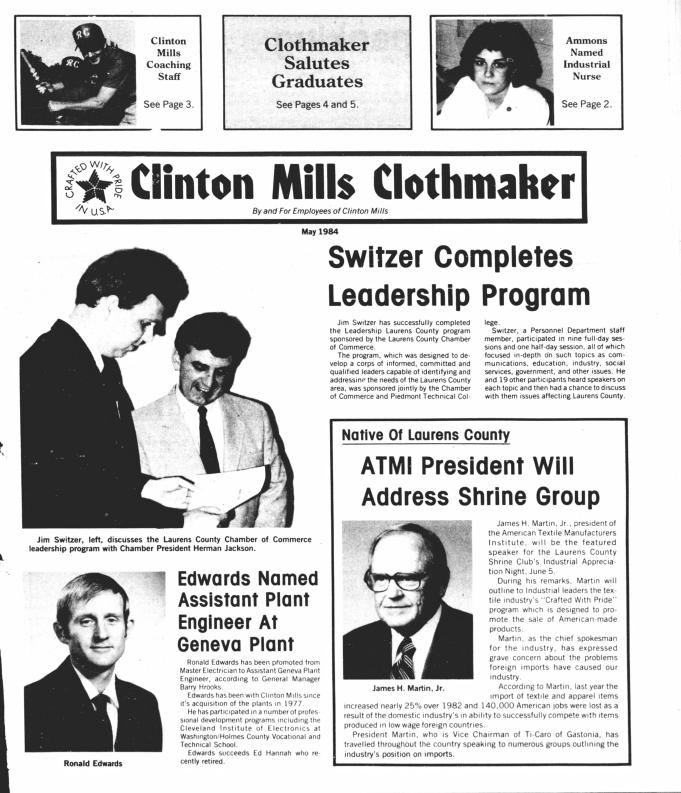 Clinton
Mills
Coaching
Staff
See Page 3.
Clothmaker
Salutes
Graduates
See Pages 4 and 5.
Ammons
Named
Industrial
Nurse
See Page 2.
CRAFTED WITH PRIDE
IN U.S.A.
Clinton Mills Clothmaker
By and For Employees of Clinton Mills
May 1984
Switzer Completes
Leadership Program
Jim Switzer has successfully completed
the Leadership Laurens County program
sponsored by the Laurens County Chamber
of Commerce.
The program, which was designed to de-
velop a corps of informed, committed and
qualified leaders capable of identifying and
addressing the needs of the Laurens County
area, was sponsored jointly by the Chamber
of Commerce and Piedmont Technical Col-
lege.
Switzer, a Personnel Department staff
member, participated in nine full-day ses-
sions and one half-day session, all of which
focused in-depth on such topics as com-
munications, education, industry, social
services, government, and other issues. He
and 19 other participants heard speakers on
each topic and then had a chance to discuss
with them issues affecting Laurens County.
Jim Switzer, left, discusses the Laurens County Chamber of Commerce
leadership program with Chamber President Herman Jackson.
Edwards Named
Assistant Plant
Engineer At
Geneva Plant
Ronald Edwards has been promoted from
Master Electrician to Assistant Geneva Plant
Engineer, according to General Manager
Barry Hrooks.
Edwards has been with Clinton Mills since
it's acquisition of the plants in 1977.
He has participated in a number of profes-
sional development programs including the
Cleveland Institute of Electronics at
Washington/Holmes County Vocational and
Technical School.
Edwards succeeds Ed Hannah who re-
cently retired.
Ronald Edwards
Native Of Laurens County
ATMI President Will
Address Shrine Group
James H. Martin, Jr., president of
the American Textile Manufacturers
Institute, will be the featured
speaker for the Laurens County
Shrine Club's Industrial Apprecia-
tion Night, June 5.
During his remarks, Martin will
outline to Industrial leaders the tex-
tile industry's "Crafted With Pride"
program which is designed to pro-
mote the sale of American-made
products.
Martin, as the chief spokesman
for the industry, has expressed
grave concern about the problems
foreign imports have caused our
industry.
According to Martin, last year the
import of textile and apparel items
increased nearly 25% over 1982 and 140,000 American jobs were lost as a
result of the domestic industry's in ability to successfully compete with items
produced in low wage foreign countries.
President Martin, who is Vice Chairman of Ti-Caro of Gastonia, has
travelled throughout the country speaking to numerous groups outlining the
industry's position on imports.
James H. Martin, Jr.